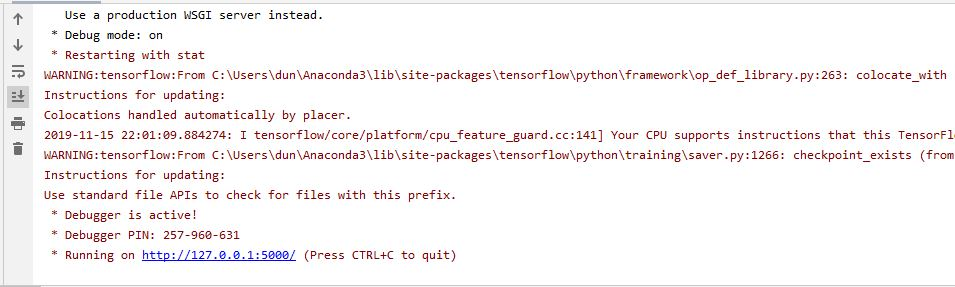 Use a production WSGI server instead.
* Debug mode: on
* Restarting with stat
WARNING:tensorflow:From C:\Users\dun\Anaconda3\lib\site-packages\tensorflow\python\framework\op_def_library.py:263: colocate_with
Instructions for updating:
Colocations handled automatically by placer.
2019-11-15 22:01:09.884274: I tensorflow/core/platform/cpu_feature_guard.cc:141] Your CPU supports instructions that this TensorFl
WARNING:tensorflow:From C:\Users\dun\Anaconda3\lib\site-packages\tensorflow\python\training\saver.py:1266: checkpoint_exists (from
Instructions for updating:
Use standard file APIs to check for files with this prefix.
* Debugger is active!
* Debugger PIN: 257-960-631
* Running on http://127.0.0.1:5000/ (Press CTRL+C to quit)